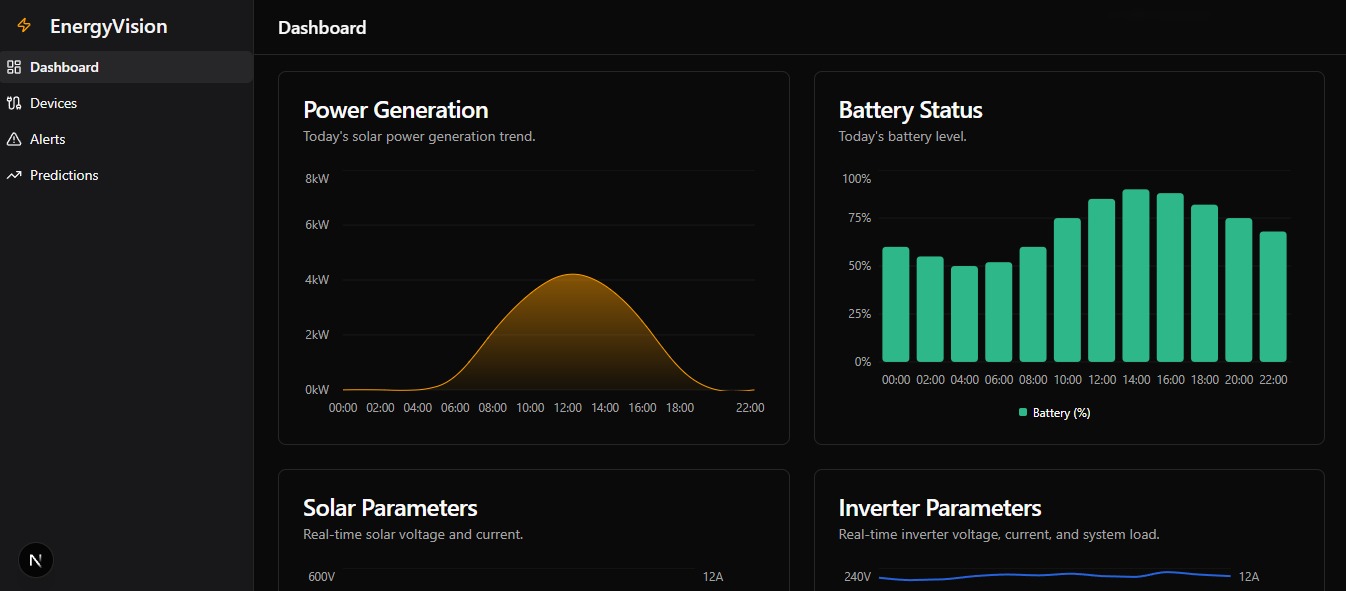 EnergyVision
Dashboard
Devices
Alerts
Predictions
Dashboard
Power Generation
Today's solar power generation trend.
8kW
6kW
4kW
2kW
0kW
00:00 02:00 04:00 06:00 08:00 10:00 12:00 14:00 16:00 18:00 22:00
Battery Status
Today's battery level.
100%
75%
50%
25%
0%
00:00 02:00 04:00 06:00 08:00 10:00 12:00 14:00 16:00 18:00 20:00 22:00
Battery (%)
Solar Parameters
Real-time solar voltage and current.
600V 12A
Inverter Parameters
Real-time inverter voltage, current, and system load.
240V 12A
N